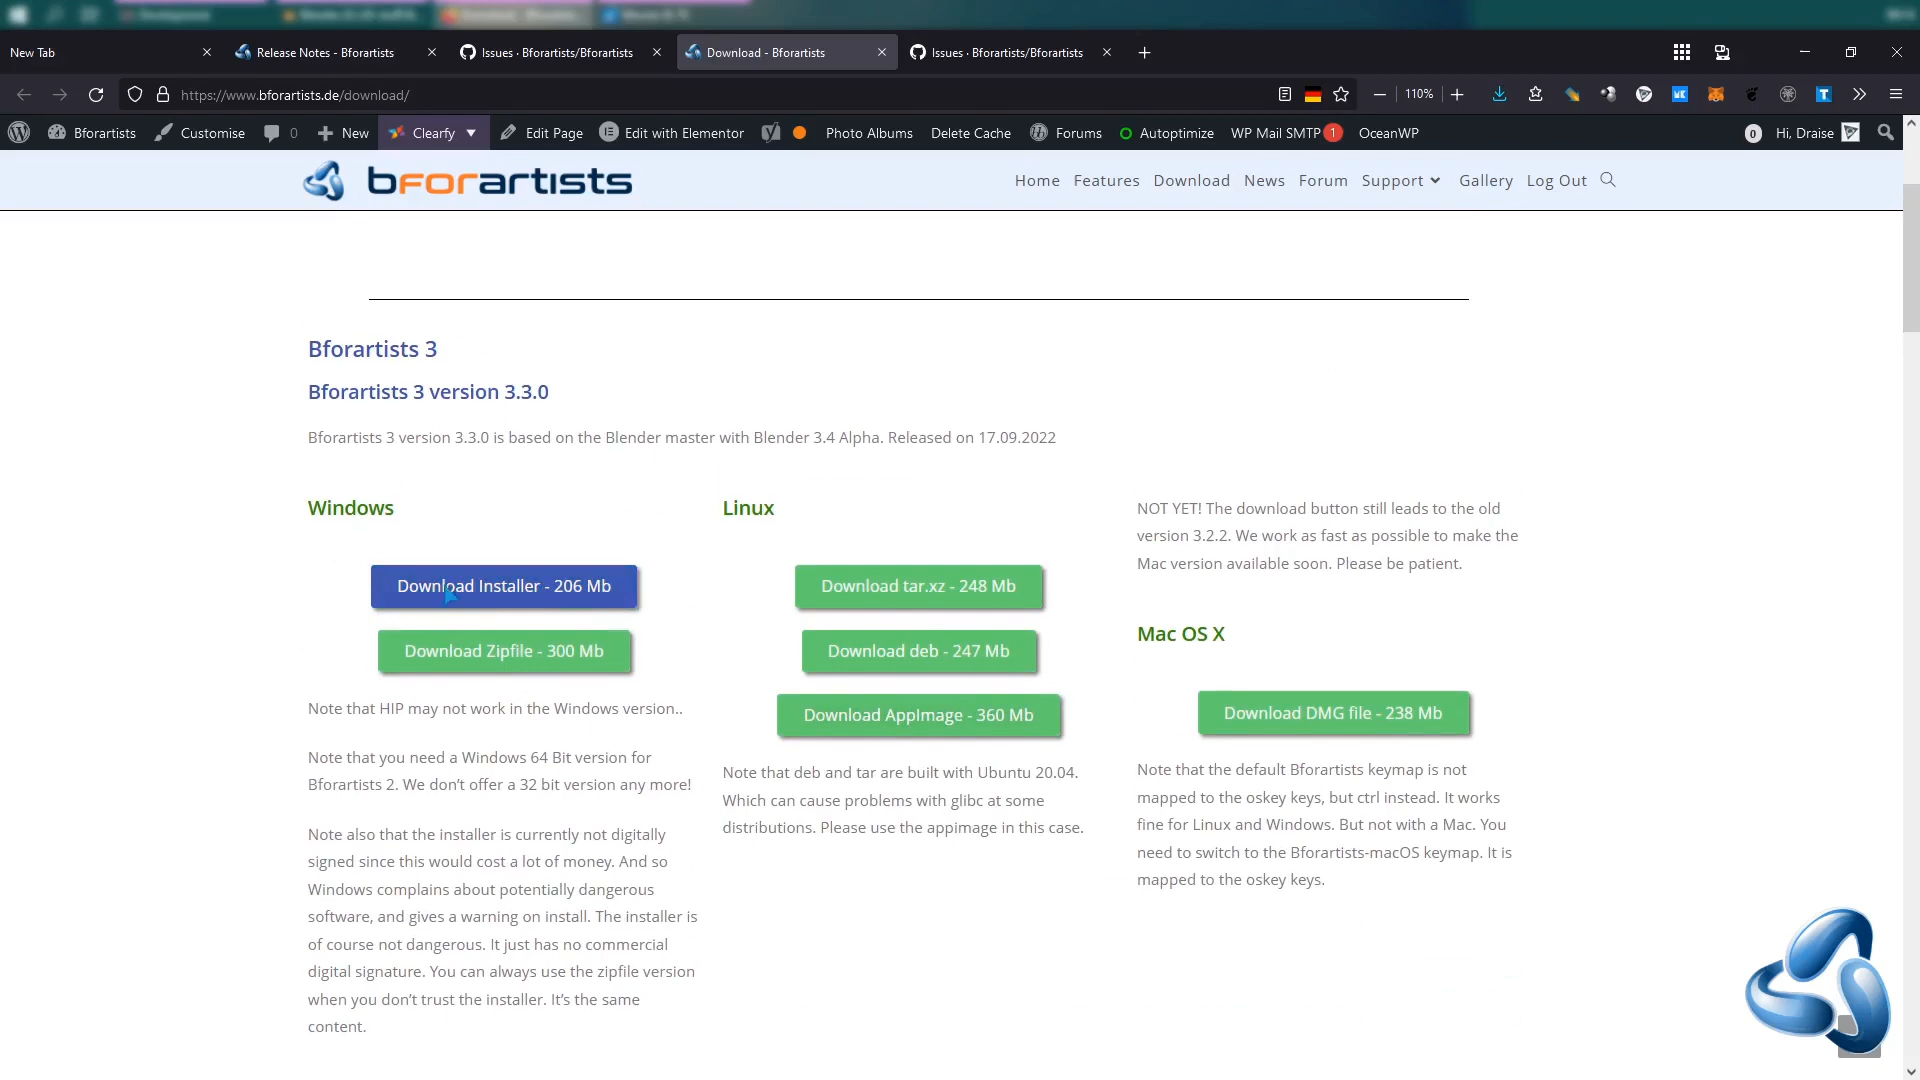 New Tab
Release Notes - Bforartists
Issues · Bforartists/Bforartists
Download - Bforartists
Issues · Bforartists/Bforartists
https://www.bforartists.de/download/
110%
Bforartists
Customise
0
New
Clearfy
Edit Page
Edit with Elementor
Photo Albums
Delete Cache
Forums
Autoptimize
WP Mail SMTP 1
OceanWP
0
Hi, Draise
bforartists
Home
Features
Download
News
Forum
Support
Gallery
Log Out
Bforartists 3
Bforartists 3 version 3.3.0
Bforartists 3 version 3.3.0 is based on the Blender master with Blender 3.4 Alpha. Released on 17.09.2022
Windows
Download Installer - 206 Mb
Download Zipfile - 300 Mb
Note that HIP may not work in the Windows version..
Note that you need a Windows 64 Bit version for
Bforartists 2. We don't offer a 32 bit version any more!
Note also that the installer is currently not digitally
signed since this would cost a lot of money. And so
Windows complains about potentially dangerous
software, and gives a warning on install. The installer is
of course not dangerous. It just has no commercial
digital signature. You can always use the zipfile version
when you don't trust the installer. It's the same
content.
Linux
Download tar.xz - 248 Mb
Download deb - 247 Mb
Download AppImage - 360 Mb
Note that deb and tar are built with Ubuntu 20.04.
Which can cause problems with glibc at some
distributions. Please use the appimage in this case.
NOT YET! The download button still leads to the old
version 3.2.2. We work as fast as possible to make the
Mac version available soon. Please be patient.
Mac OS X
Download DMG file - 238 Mb
Note that the default Bforartists keymap is not
mapped to the oskey keys, but ctrl instead. It works
fine for Linux and Windows. But not with a Mac. You
need to switch to the Bforartists-macOS keymap. It is
mapped to the oskey keys.